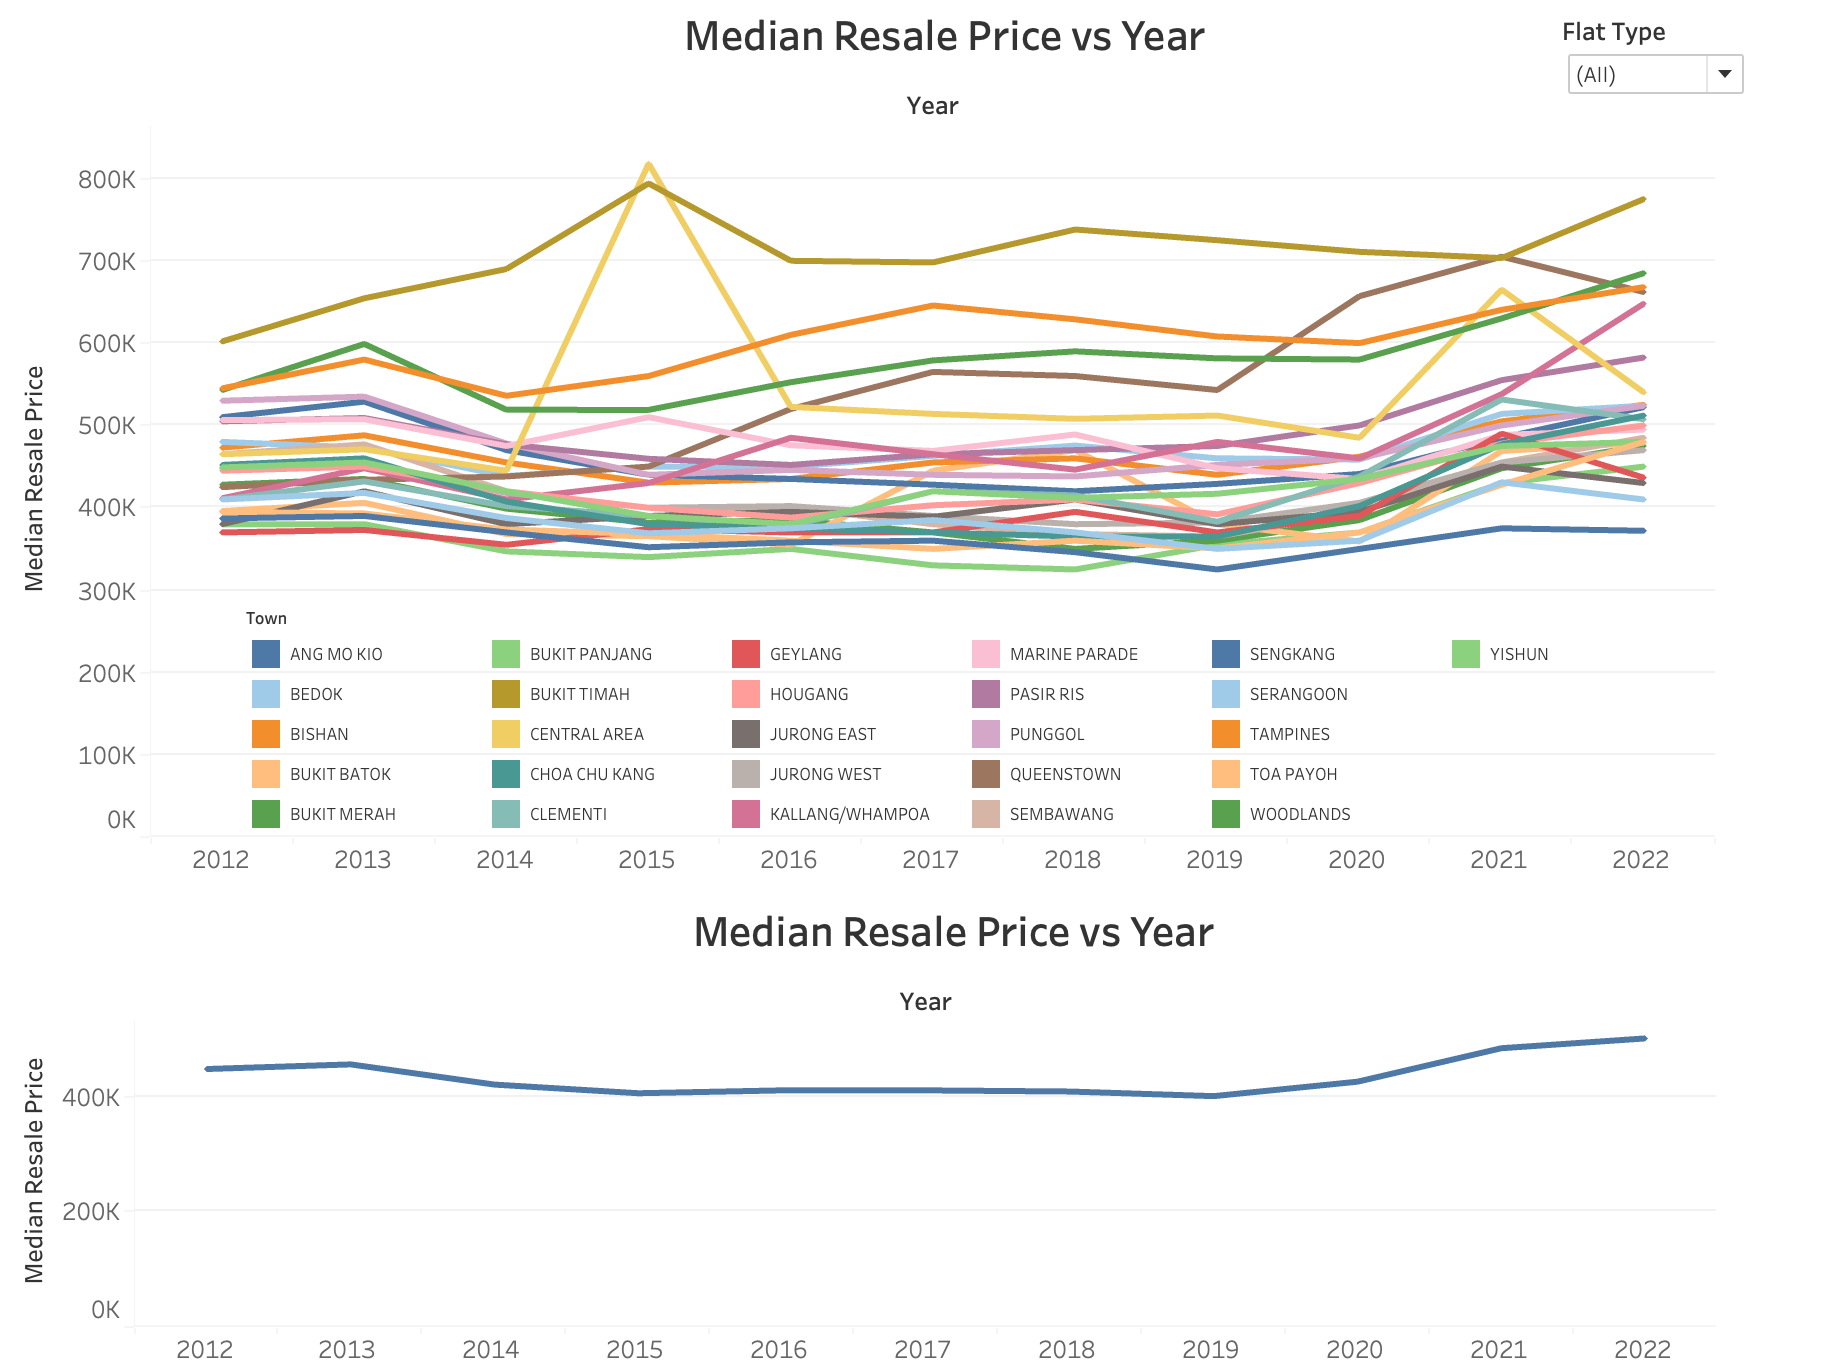 Median Resale Price vs Year
Flat Type
(All)
Year
Median Resale Price
800K
700K
600K
500K
400K
300K
200K
100K
0K
Town
ANG MO KIO BUKIT PANJANG GEYLANG MARINE PARADE SENGKANG YISHUN
BEDOK BUKIT TIMAH HOUGANG PASIR RIS SERANGOON
BISHAN CENTRAL AREA JURONG EAST PUNGGOL TAMPINES
BUKIT BATOK CHOA CHU KANG JURONG WEST QUEENSTOWN TOA PAYOH
BUKIT MERAH CLEMENTI KALLANG/WHAMPOA SEMBAWANG WOODLANDS
2012 2013 2014 2015 2016 2017 2018 2019 2020 2021 2022
Median Resale Price vs Year
Year
Median Resale Price
400K
200K
0K
2012 2013 2014 2015 2016 2017 2018 2019 2020 2021 2022